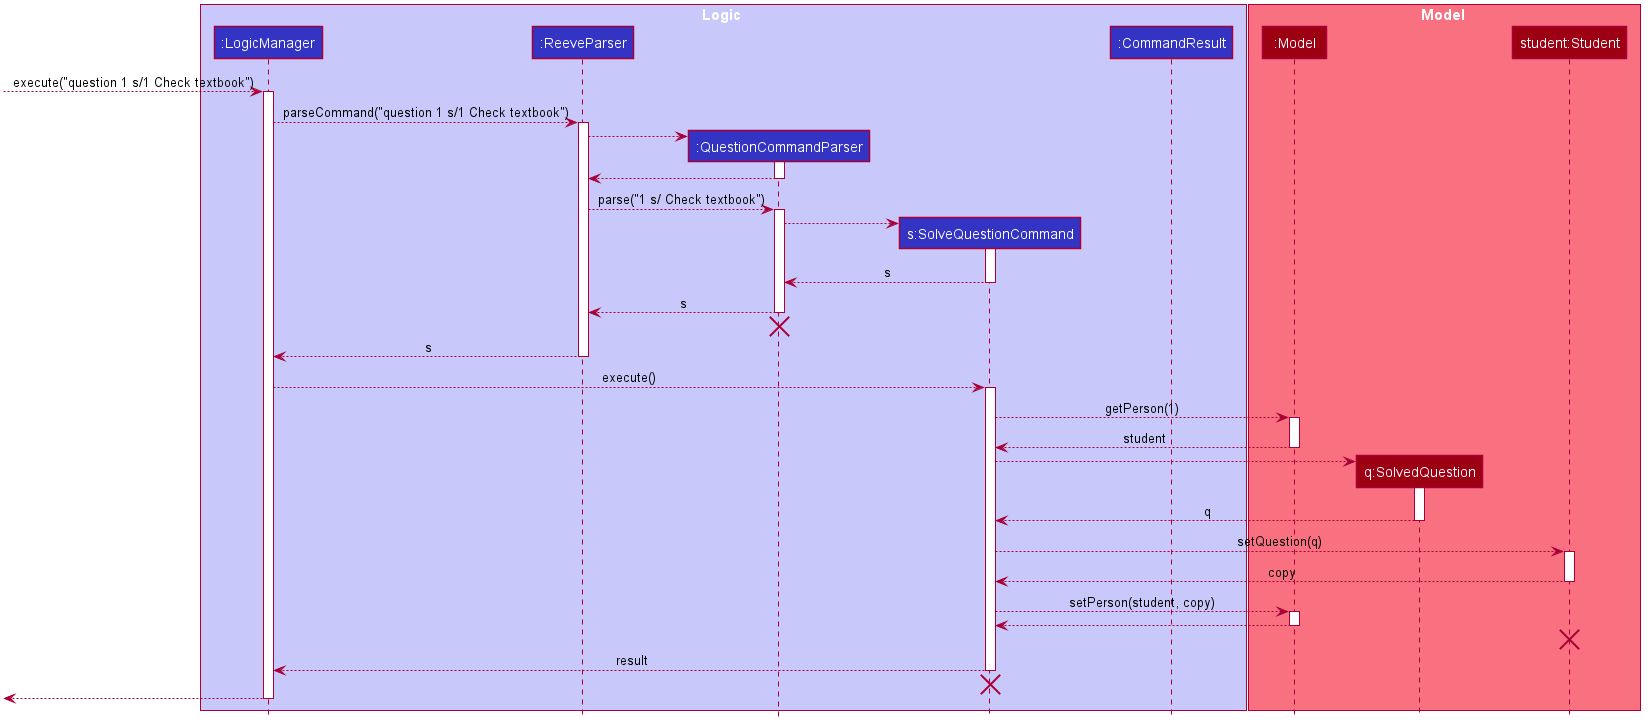 Logic
Model
:LogicManager
:ReeveParser
:CommandResult
:Model
student:Student
execute("question 1 s/1 Check textbook")
parseCommand("question 1 s/1 Check textbook")
:QuestionCommandParser
parse("1 s/ Check textbook")
s:SolveQuestionCommand
s
s
s
execute()
getPerson(1)
student
q:SolvedQuestion
q
setQuestion(q)
copy
setPerson(student, copy)
result